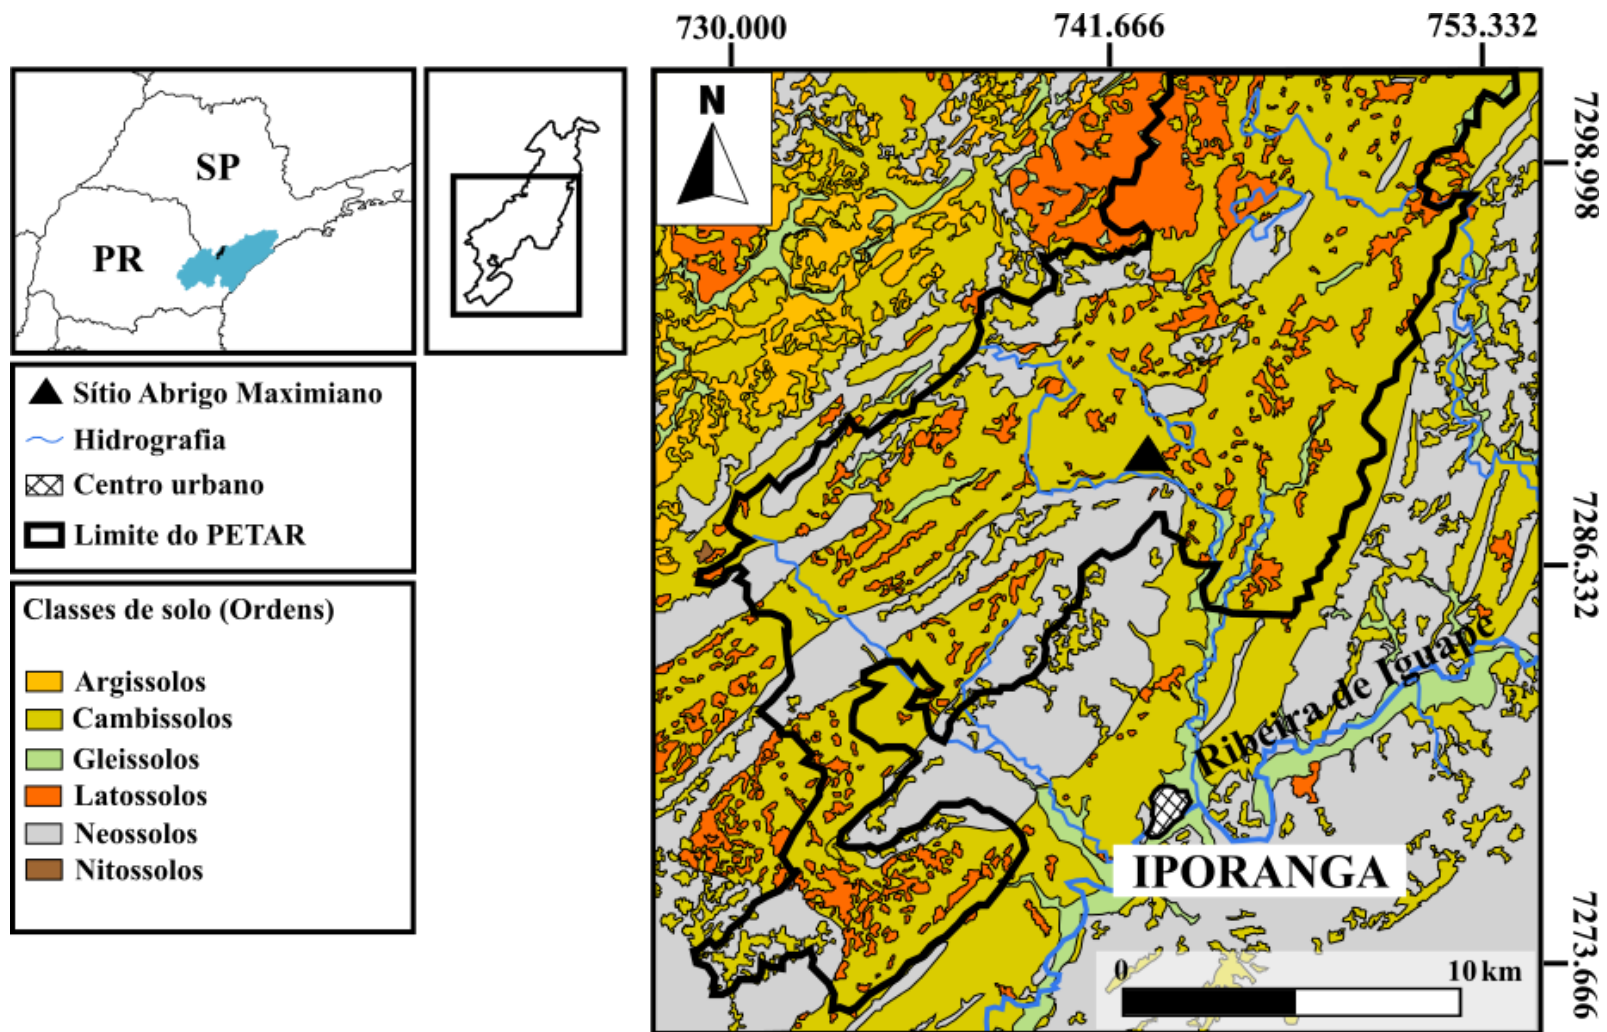 730.000
741.666
753.332
SP
PR
N
7298.998
7286.332
7273.666
Sítio Abrigo Maximiano
Hidrografia
Centro urbano
Limite do PETAR
Classes de solo (Ordens)
Argissolos
Cambissolos
Gleissolos
Latossolos
Neossolos
Nitossolos
Ribeira de Iguape
IPORANGA
0
10 km